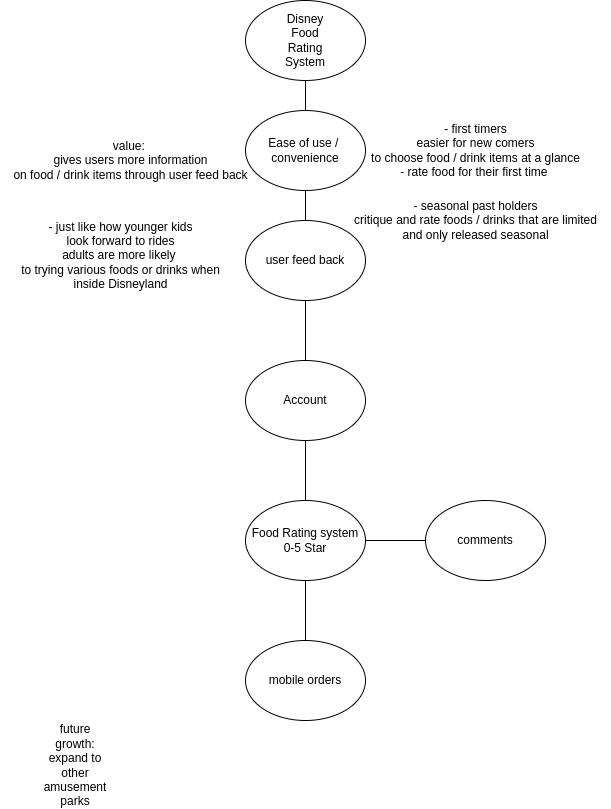 Disney
Food
Rating
System
Ease of use /
convenience
value:
gives users more information
on food / drink items through user feed back
- first timers
easier for new comers
to choose food / drink items at a glance
- rate food for their first time
- seasonal past holders
critique and rate foods / drinks that are limited
and only released seasonal
- just like how younger kids
look forward to rides
adults are more likely
to trying various foods or drinks when
inside Disneyland
user feed back
Account
Food Rating system
0-5 Star
comments
mobile orders
future
growth:
expand to
other
amusement
parks